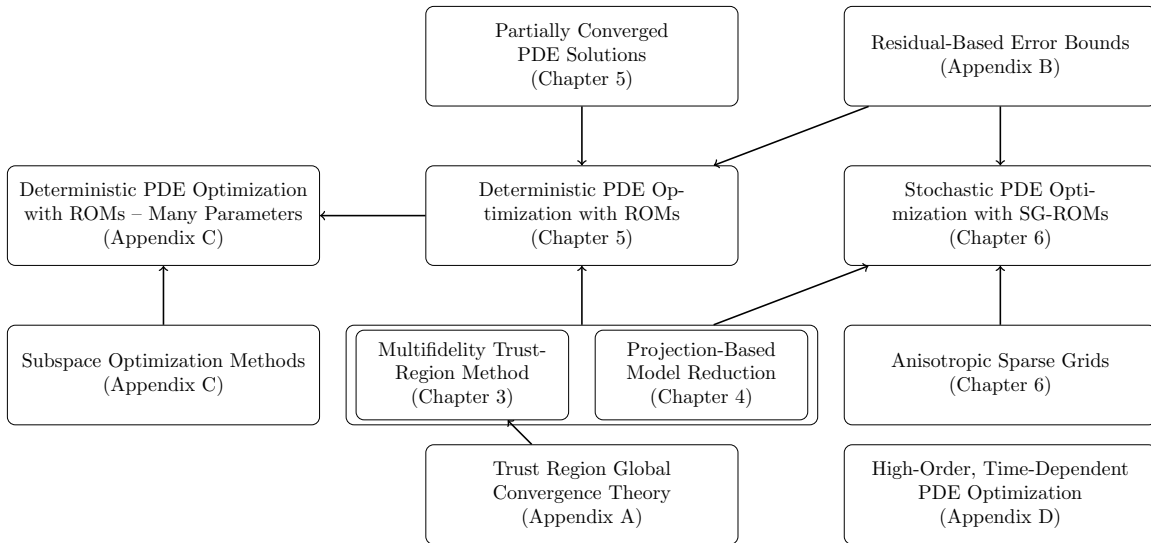 Partially Converged
PDE Solutions
(Chapter 5)
Residual-Based Error Bounds
(Appendix B)
Deterministic PDE Optimization
with ROMs – Many Parameters
(Appendix C)
Deterministic PDE Op-
timization with ROMs
(Chapter 5)
Stochastic PDE Opti-
mization with SG-ROMs
(Chapter 6)
Subspace Optimization Methods
(Appendix C)
Multifidelity Trust-
Region Method
(Chapter 3)
Projection-Based
Model Reduction
(Chapter 4)
Anisotropic Sparse Grids
(Chapter 6)
Trust Region Global
Convergence Theory
(Appendix A)
High-Order, Time-Dependent
PDE Optimization
(Appendix D)